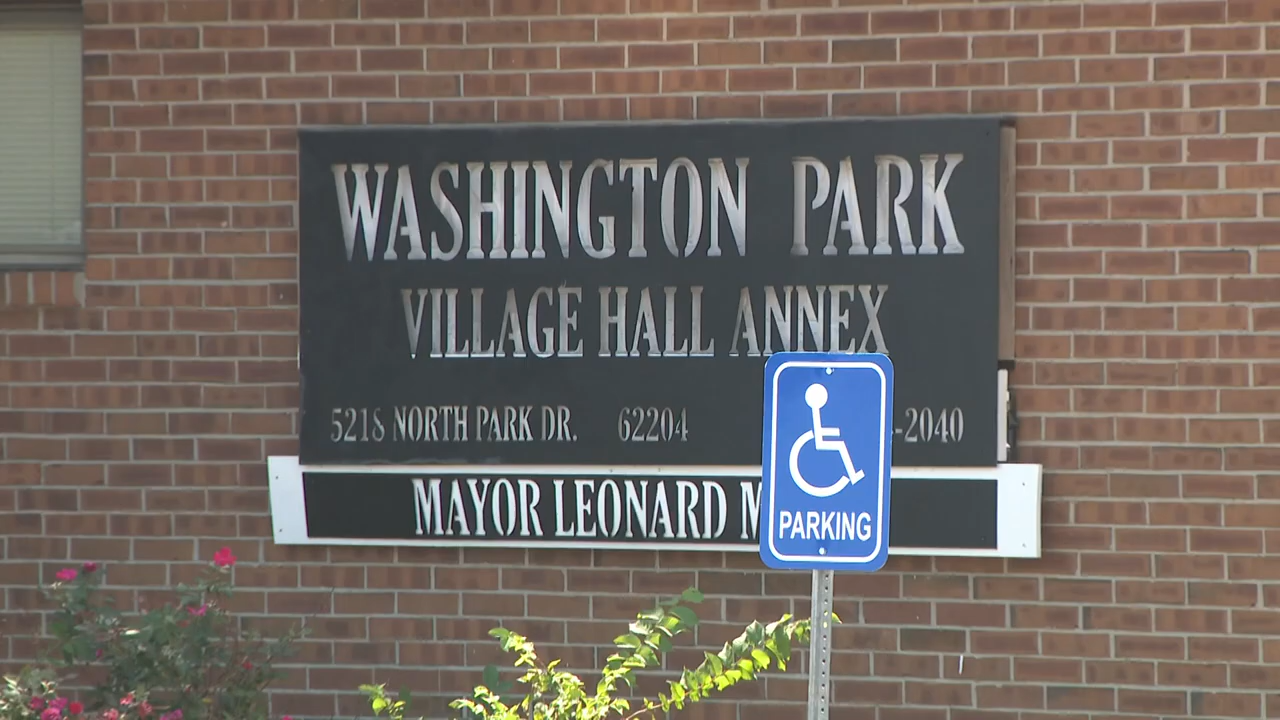 WASHINGTON PARK
VILLAGE HALL ANNEX
5218 NORTH PARK DR. 62204 -2040
MAYOR LEONARD M
PARKING